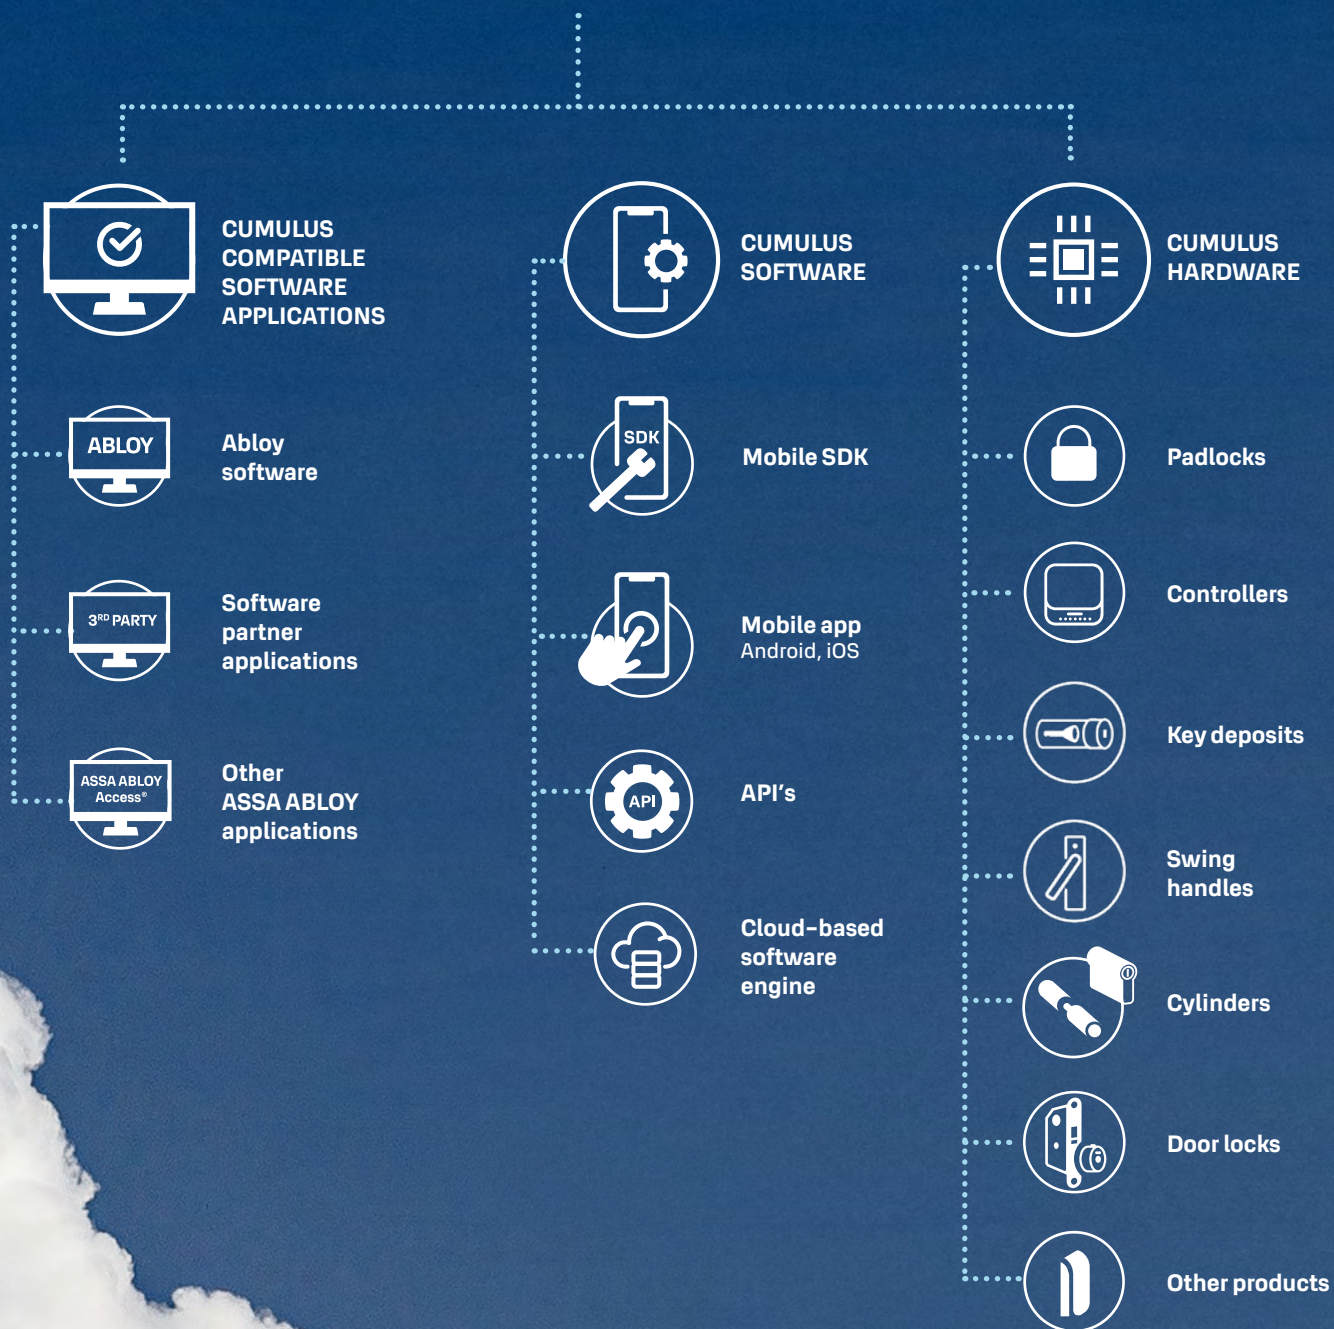 CUMULUS
COMPATIBLE
SOFTWARE
APPLICATIONS
ABLOY
Abloy
software
3RD PARTY
Software
partner
applications
ASSA ABLOY
Access®
Other
ASSA ABLOY
applications
CUMULUS
SOFTWARE
SDK
Mobile SDK
Mobile app
Android, iOS
API
API's
Cloud-based
software
engine
CUMULUS
HARDWARE
Padlocks
Controllers
Key deposits
Swing
handles
Cylinders
Door locks
Other products